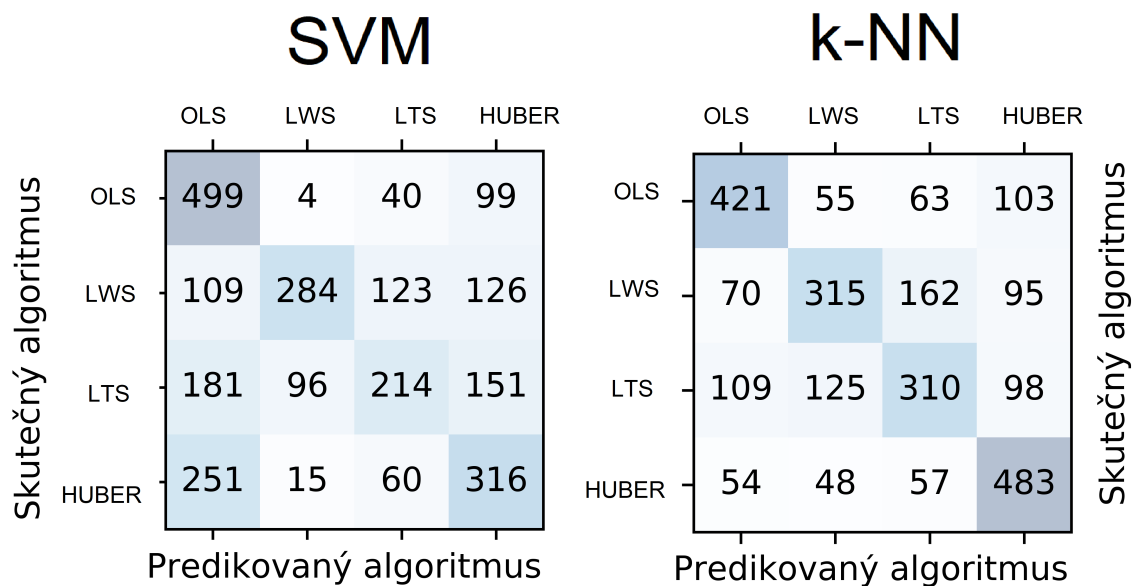 SVM
OLS LWS LTS HUBER
Skutečný algoritmus
OLS 499 4 40 99
LWS 109 284 123 126
LTS 181 96 214 151
HUBER 251 15 60 316
Predikovaný algoritmus
k-NN
OLS LWS LTS HUBER
OLS 421 55 63 103
LWS 70 315 162 95
LTS 109 125 310 98
HUBER 54 48 57 483
Skutečný algoritmus
Predikovaný algoritmus